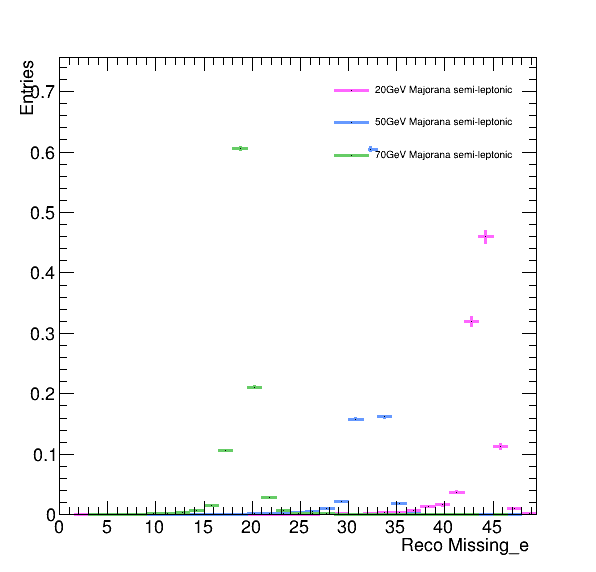 Entries
0.7
0.6
0.5
0.4
0.3
0.2
0.1
0
20GeV Majorana semi-leptonic
50GeV Majorana semi-leptonic
70GeV Majorana semi-leptonic
0 5 10 15 20 25 30 35 40 45
Reco Missing_e